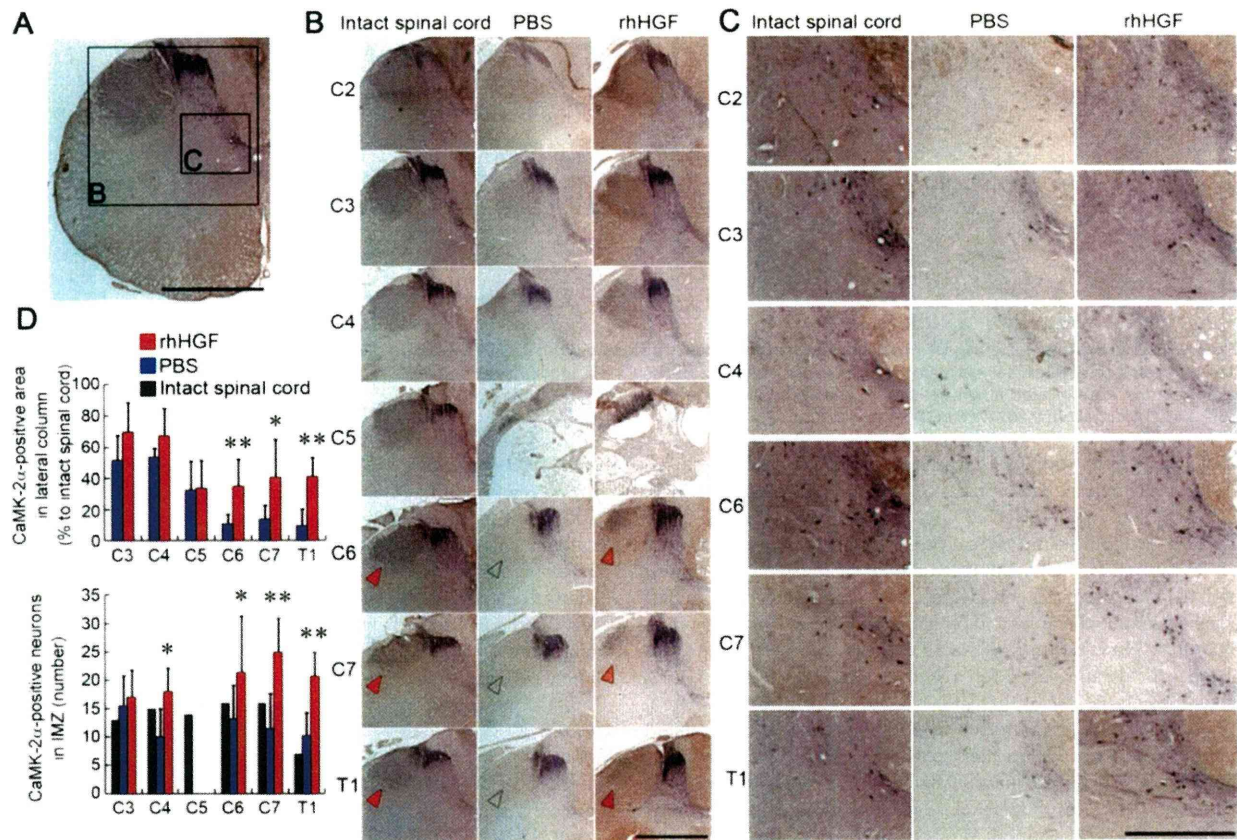 A
B
C
B
Intact spinal cord PBS rhHGF
C2
C3
C4
C5
C6
C7
T1
C
Intact spinal cord PBS rhHGF
C2
C3
C4
C6
C7
T1
D
rhHGF
PBS
Intact spinal cord
CaMK-2α-positive area
in lateral column
(% to intact spinal cord)
100
80
60
40
20
0
** * **
C3 C4 C5 C6 C7 T1
CaMK-2α-positive neurons
in IMZ (number)
35
30
25
20
15
10
5
0
* * ** **
C3 C4 C5 C6 C7 T1